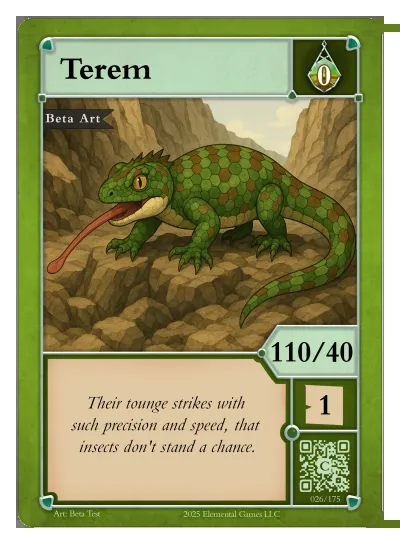 Terem
0
Beta Art
110/40
Their tounge strikes with
such precision and speed, that
insects don't stand a chance.
1
C
026/175
Art: Beta Test
2025 Elemental Games LLC